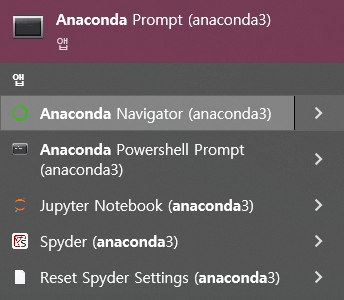 Anaconda Prompt (anaconda3)
앱
앱
Anaconda Navigator (anaconda3)
Anaconda Powershell Prompt
(anaconda3)
Jupyter Notebook (anaconda3)
Spyder (anaconda3)
Reset Spyder Settings (anaconda3)